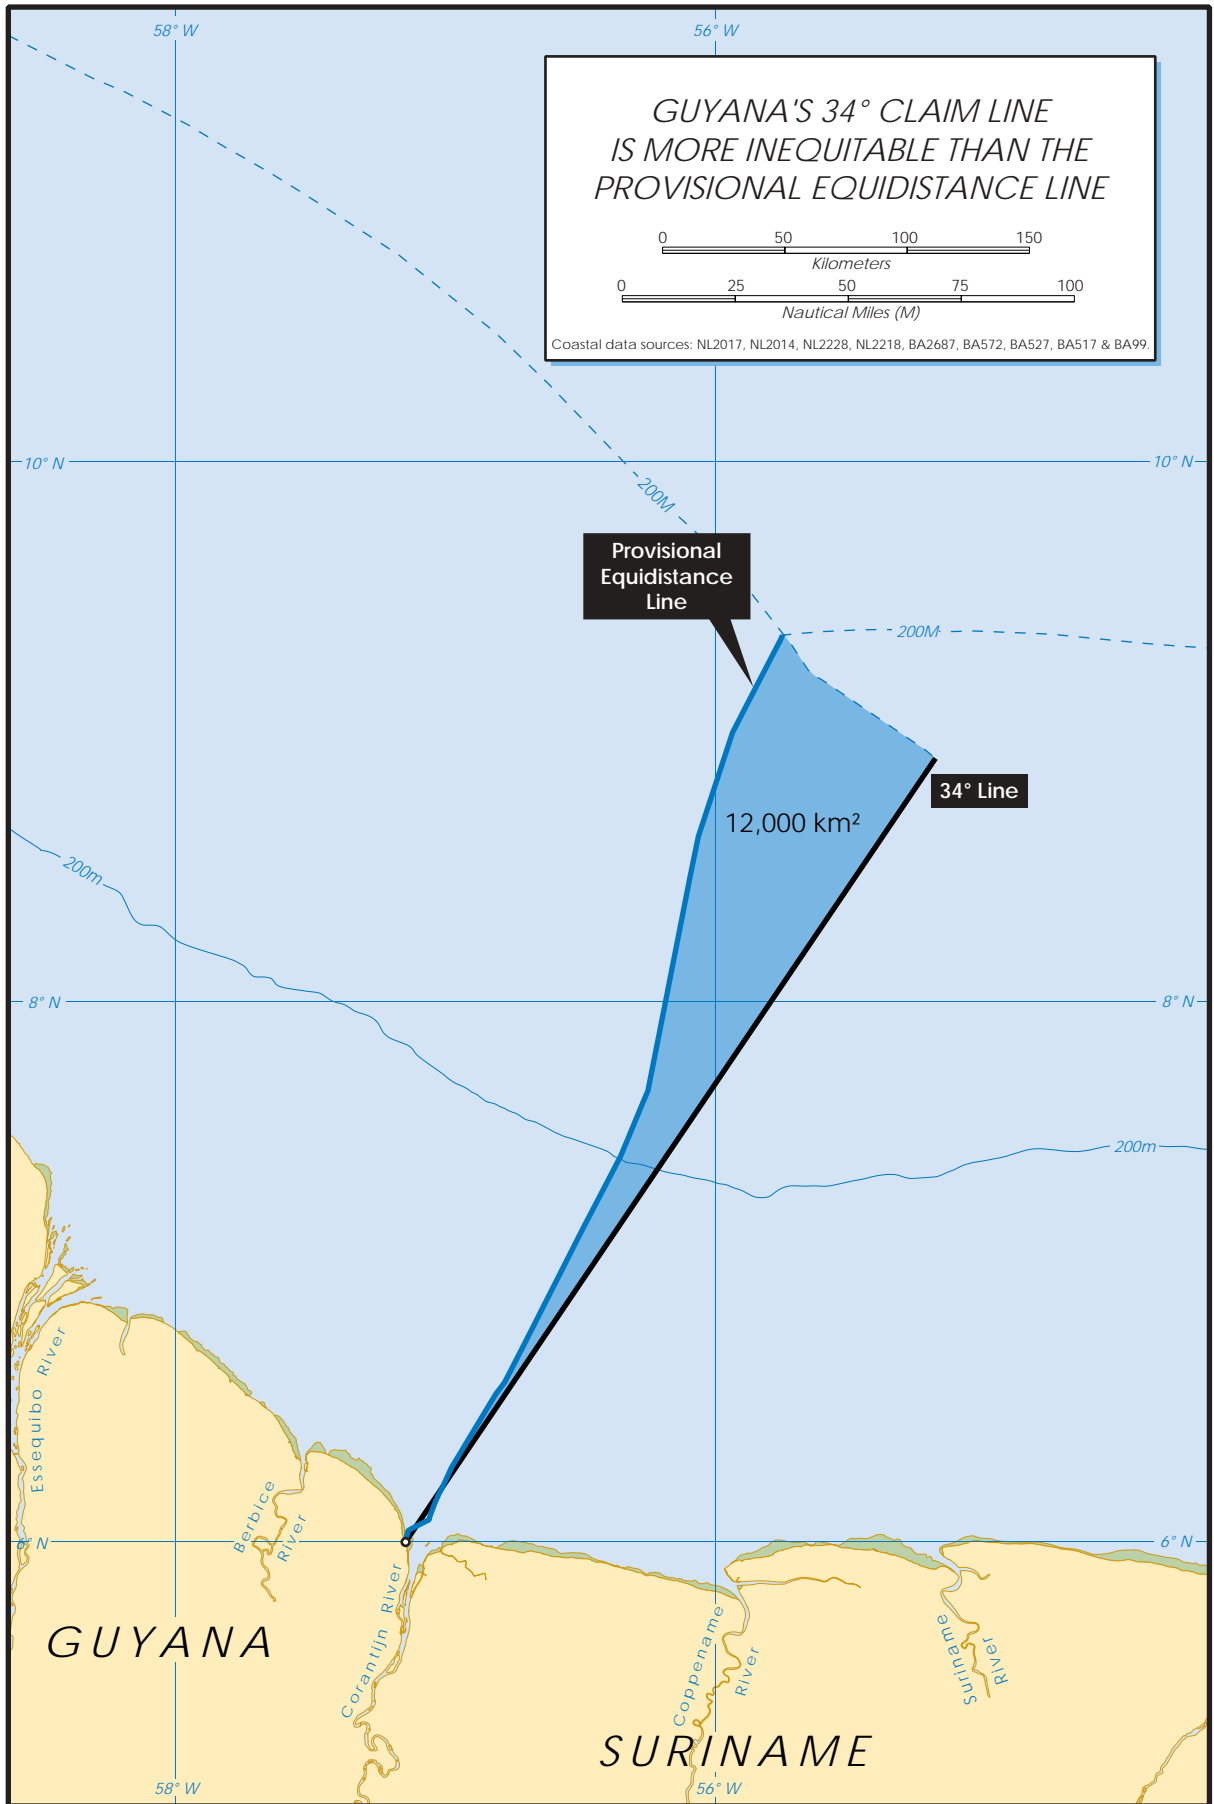 58° W
56° W
GUYANA'S 34° CLAIM LINE
IS MORE INEQUITABLE THAN THE
PROVISIONAL EQUIDISTANCE LINE
0 50 100 150
Kilometers
0 25 50 75 100
Nautical Miles (M)
Coastal data sources: NL2017, NL2014, NL2228, NL2218, BA2687, BA572, BA527, BA517 & BA99.
10° N
10° N
200M
Provisional
Equidistance
Line
200M
34° Line
12,000 km²
200m
8° N
8° N
200m
Essequibo River
Berbice
River
6° N
6° N
Corantijn River
Coppename
River
Suriname
River
GUYANA
SURINAME
58° W
56° W